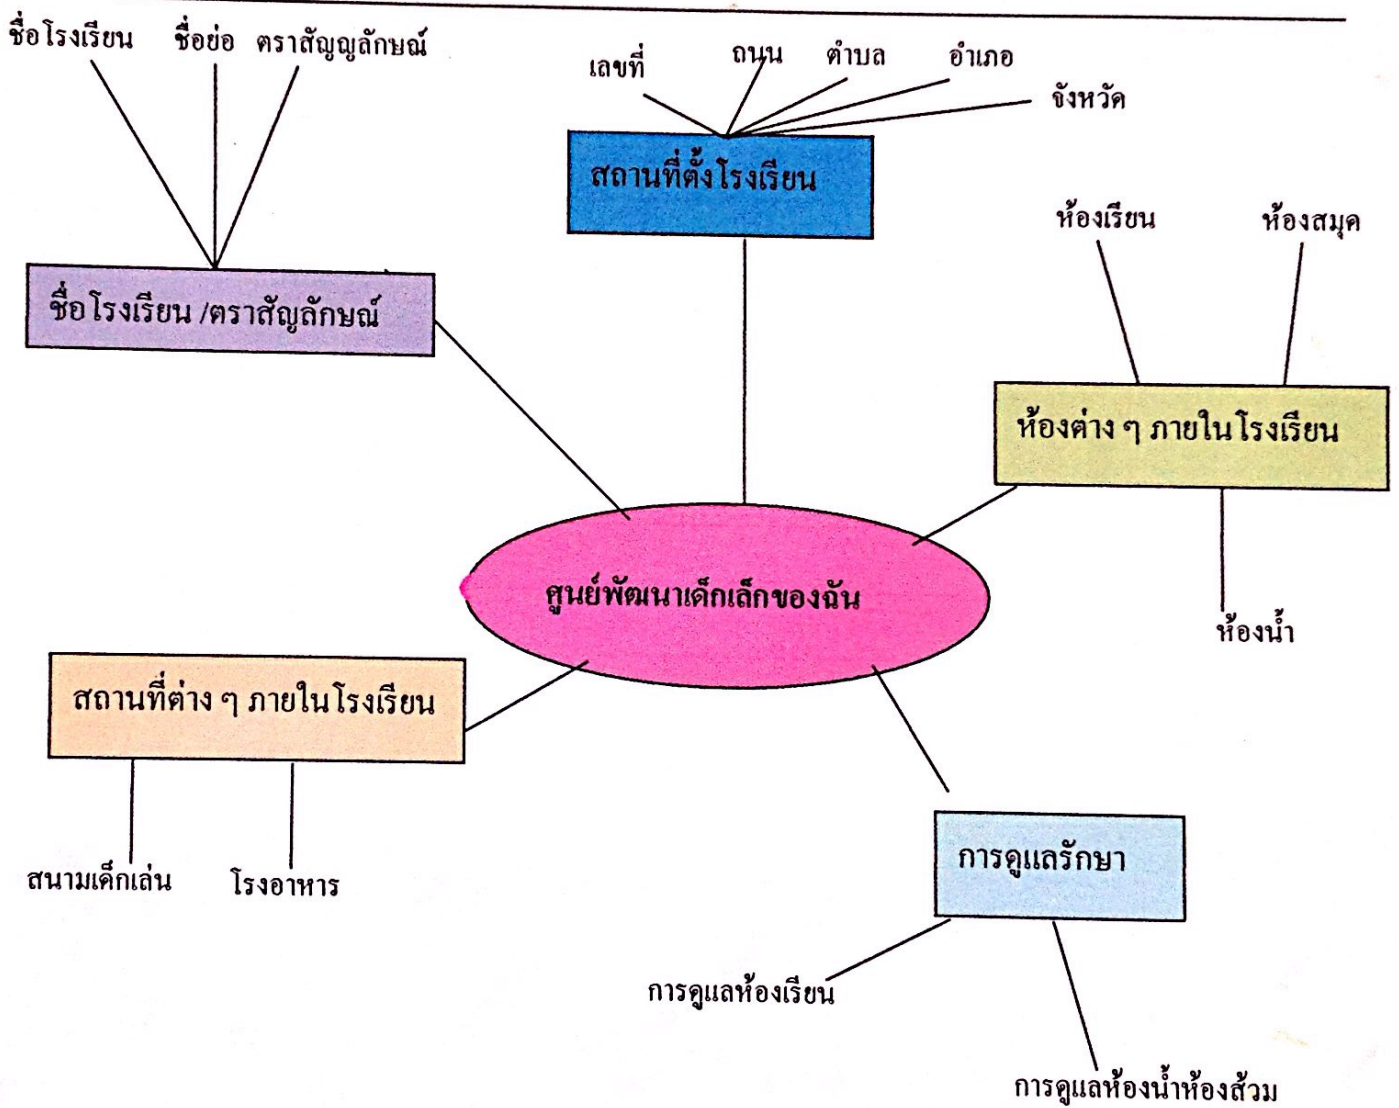 ชื่อโรงเรียน ชื่อย่อ ตราสัญญลักษณ์
เลขที่ ถนน ตำบล อำเภอ
จังหวัด
สถานที่ตั้งโรงเรียน
ห้องเรียน ห้องสมุค
ชื่อโรงเรียน /ตราสัญลักษณ์
ห้องต่าง ๆ ภายในโรงเรียน
ศูนย์พัฒนาเด็กเล็กของฉัน
ห้องน้ำ
สถานที่ต่าง ๆ ภายในโรงเรียน
การดูแลรักษา
สนามเด็กเล่น โรงอาหาร
การดูแลห้องเรียน
การดูแลห้องน้ำห้องส้วม